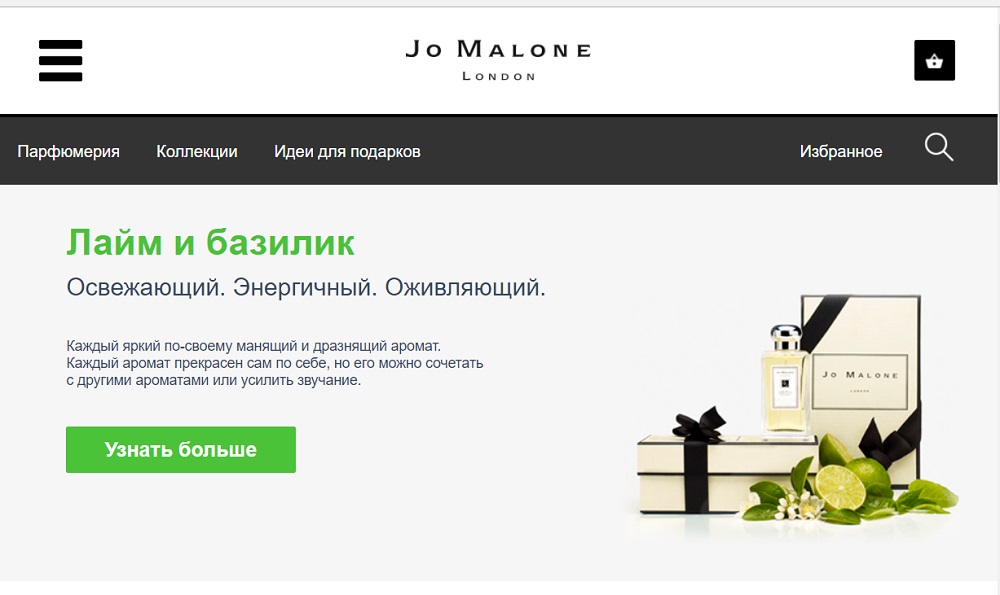 JO MALONE
LONDON
Парфюмерия Коллекции Идеи для подарков Избранное
Лайм и базилик
Освежающий. Энергичный. Оживляющий.
Каждый яркий по-своему манящий и дразнящий аромат.
Каждый аромат прекрасен сам по себе, но его можно сочетать
с другими ароматами или усилить звучание.
Узнать больше
JO MALONE
LONDON
JO MALONE